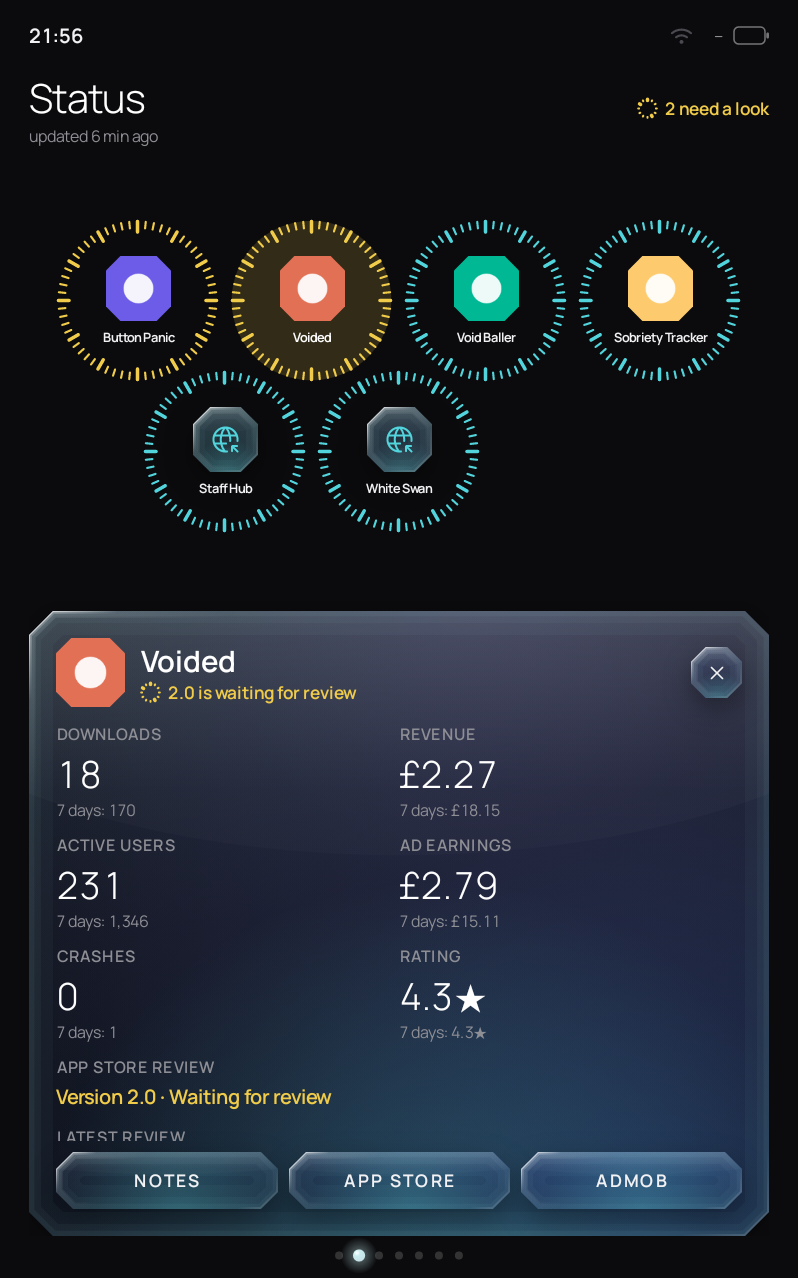 21:56
–
Status
updated 6 min ago
2 need a look
Button Panic
Voided
Void Baller
Sobriety Tracker
Staff Hub
White Swan
Voided
2.0 is waiting for review
DOWNLOADS
18
7 days: 170
REVENUE
£2.27
7 days: £18.15
ACTIVE USERS
231
7 days: 1,346
AD EARNINGS
£2.79
7 days: £15.11
CRASHES
0
7 days: 1
RATING
4.3★
7 days: 4.3★
APP STORE REVIEW
Version 2.0 · Waiting for review
LATEST REVIEW
NOTES
APP STORE
ADMOB